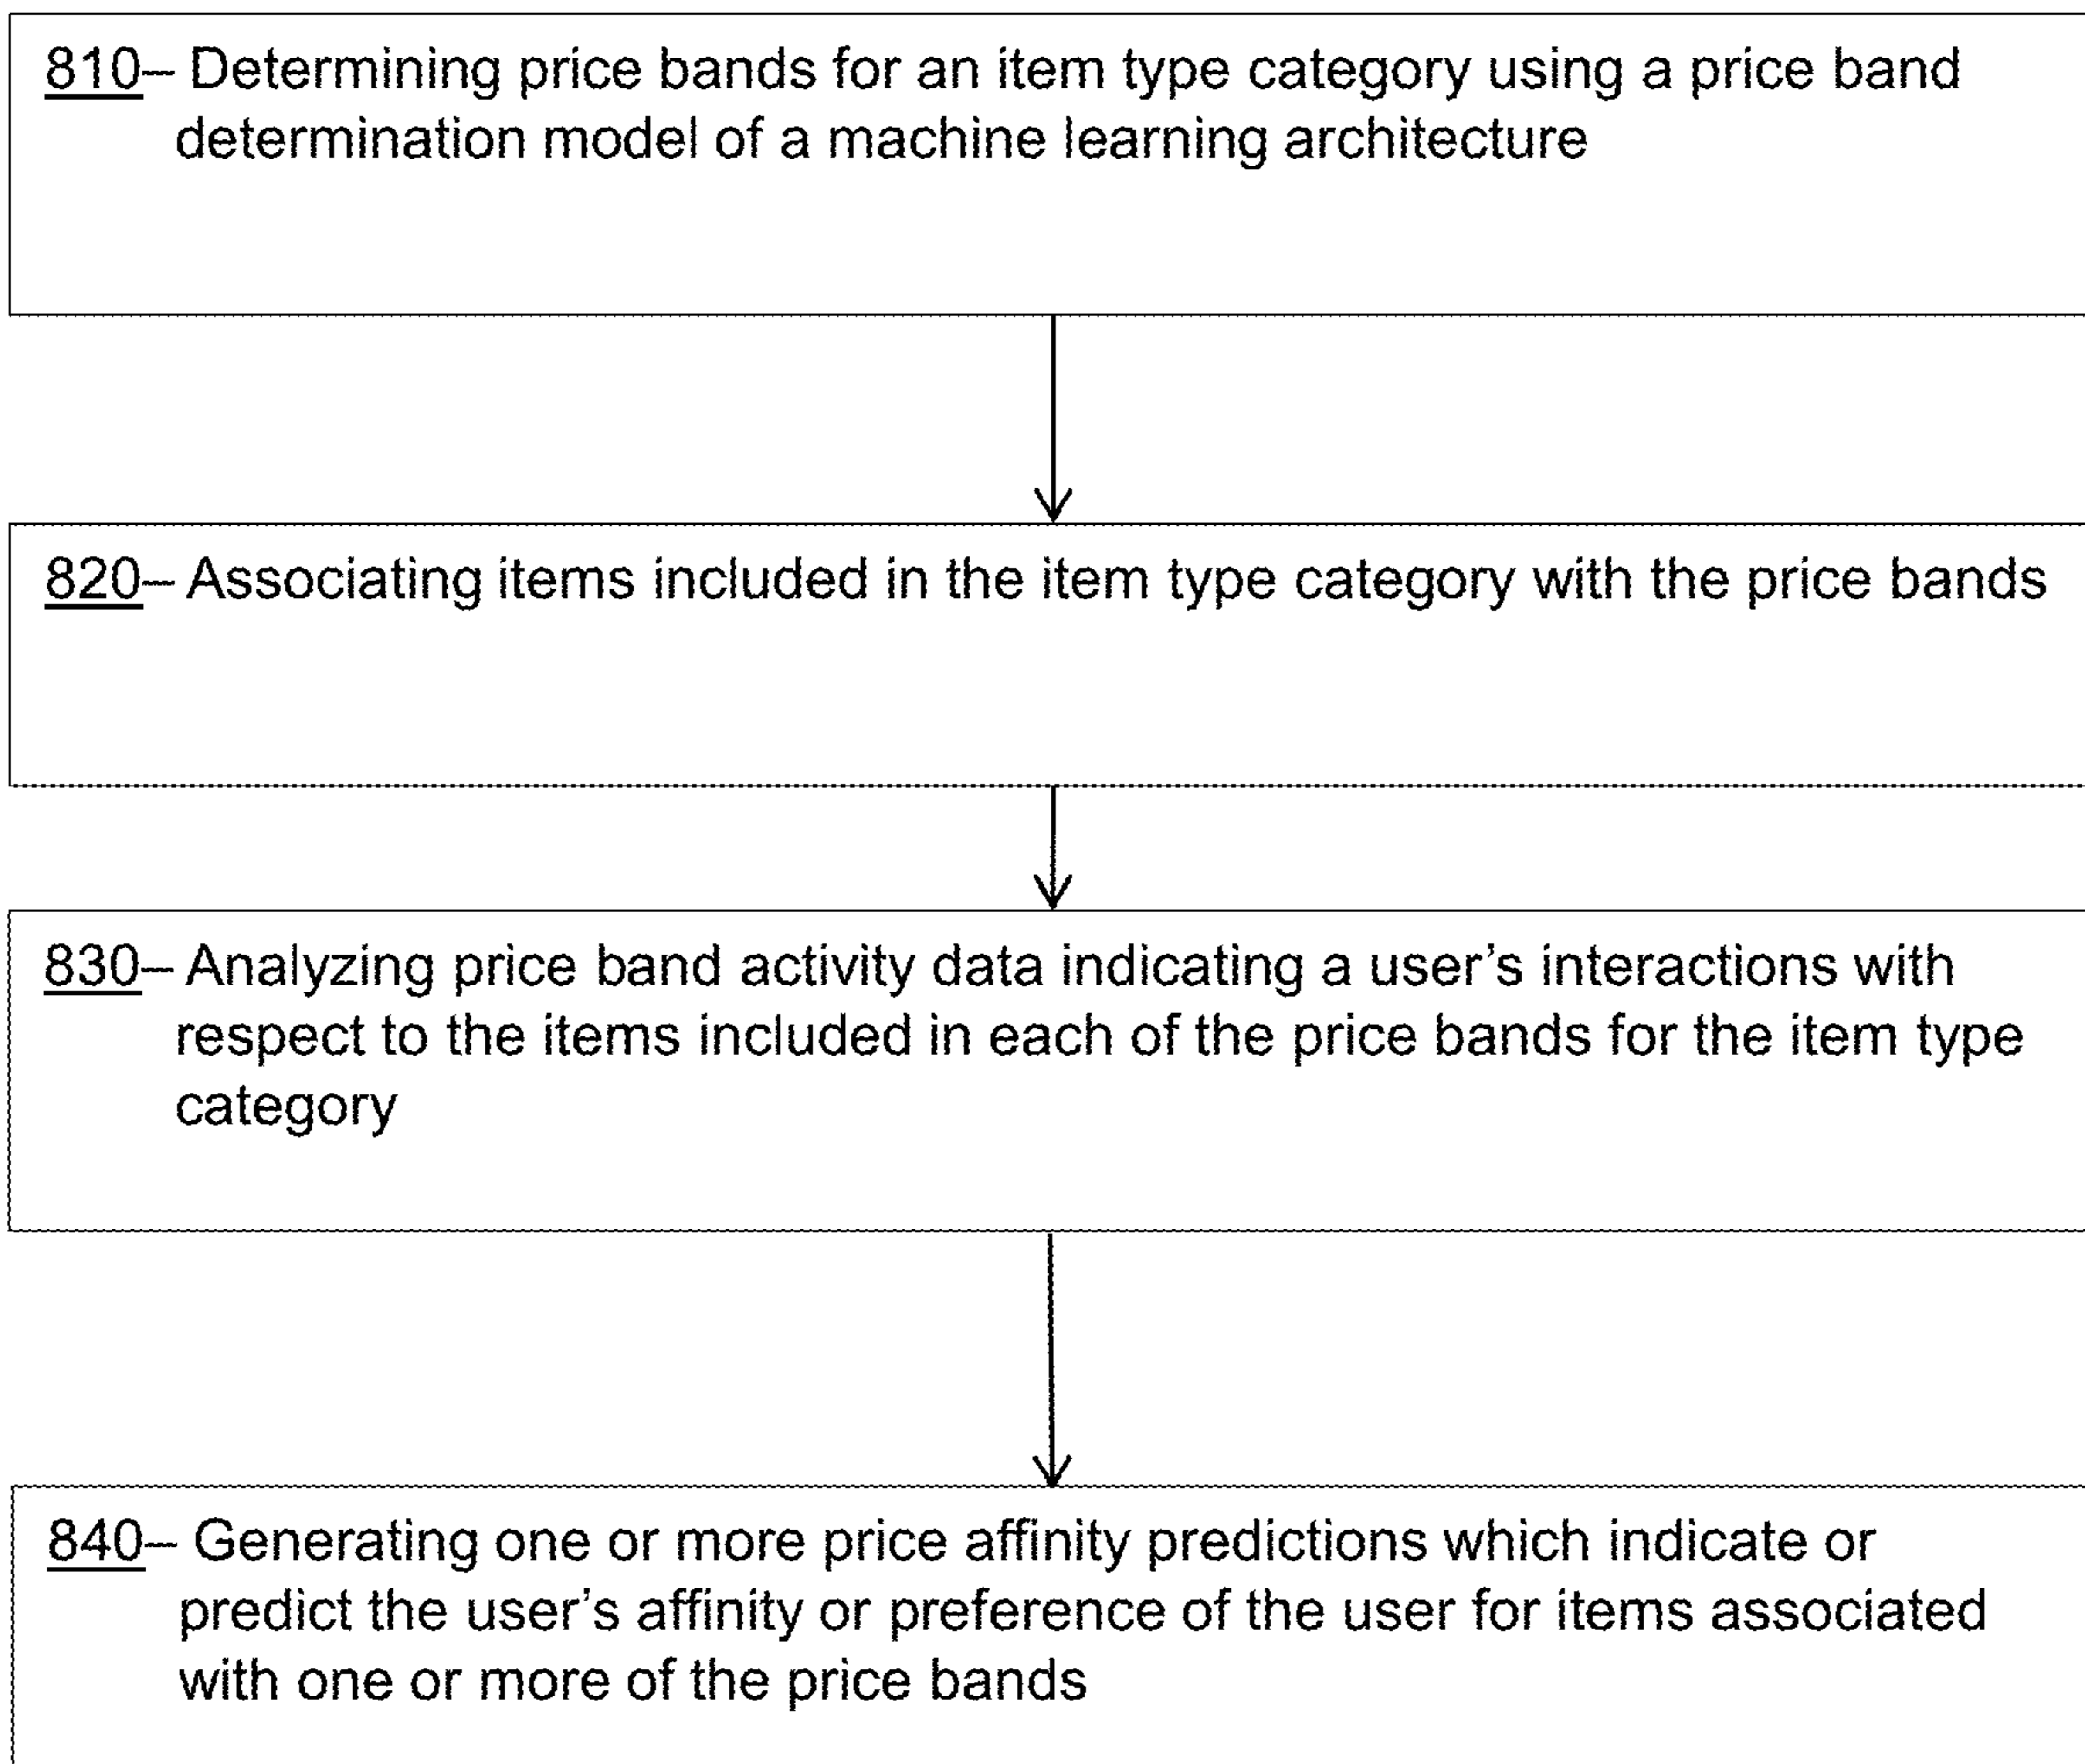 810– Determining price bands for an item type category using a price band
determination model of a machine learning architecture
820– Associating items included in the item type category with the price bands
830– Analyzing price band activity data indicating a user’s interactions with
respect to the items included in each of the price bands for the item type
category
840– Generating one or more price affinity predictions which indicate or
predict the user’s affinity or preference of the user for items associated
with one or more of the price bands